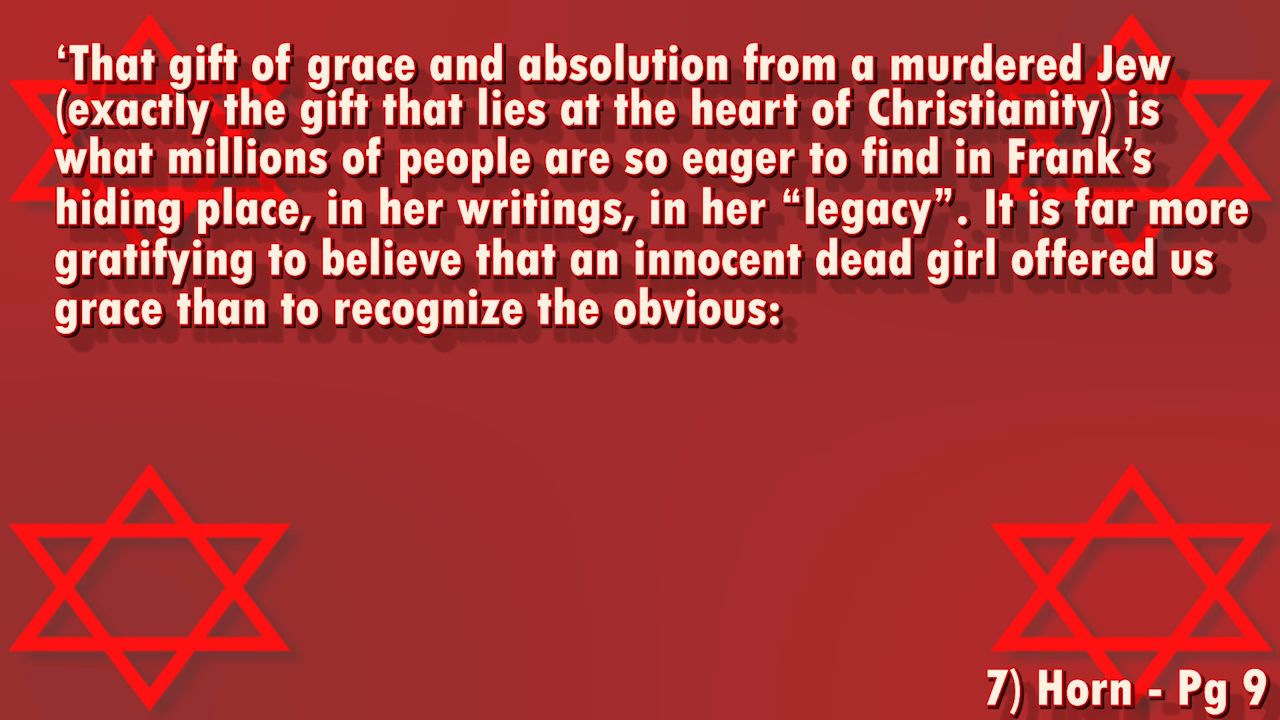 ‘That gift of grace and absolution from a murdered Jew
(exactly the gift that lies at the heart of Christianity) is
what millions of people are so eager to find in Frank’s
hiding place, in her writings, in her “legacy”. It is far more
gratifying to believe that an innocent dead girl offered us
grace than to recognize the obvious:
7) Horn - Pg 9